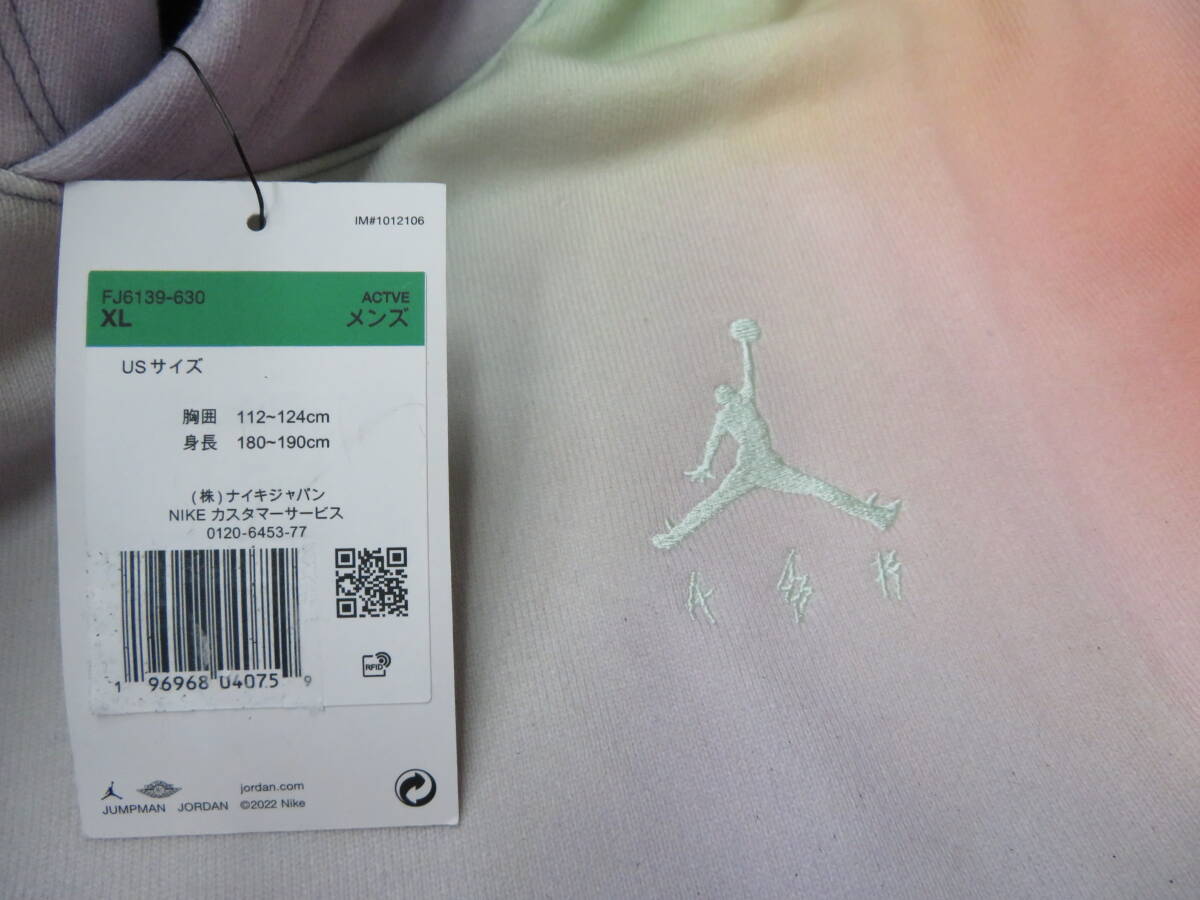 IM#1012106
FJ6139-630 ACTVE
XL メンズ
USサイズ
胸囲 112~124cm
身長 180~190cm
(株)ナイキジャパン
NIKE カスタマーサービス
0120-6453-77
1 96968 04075 9
RFID
jordan.com
JUMPMAN JORDAN ©2022 Nike